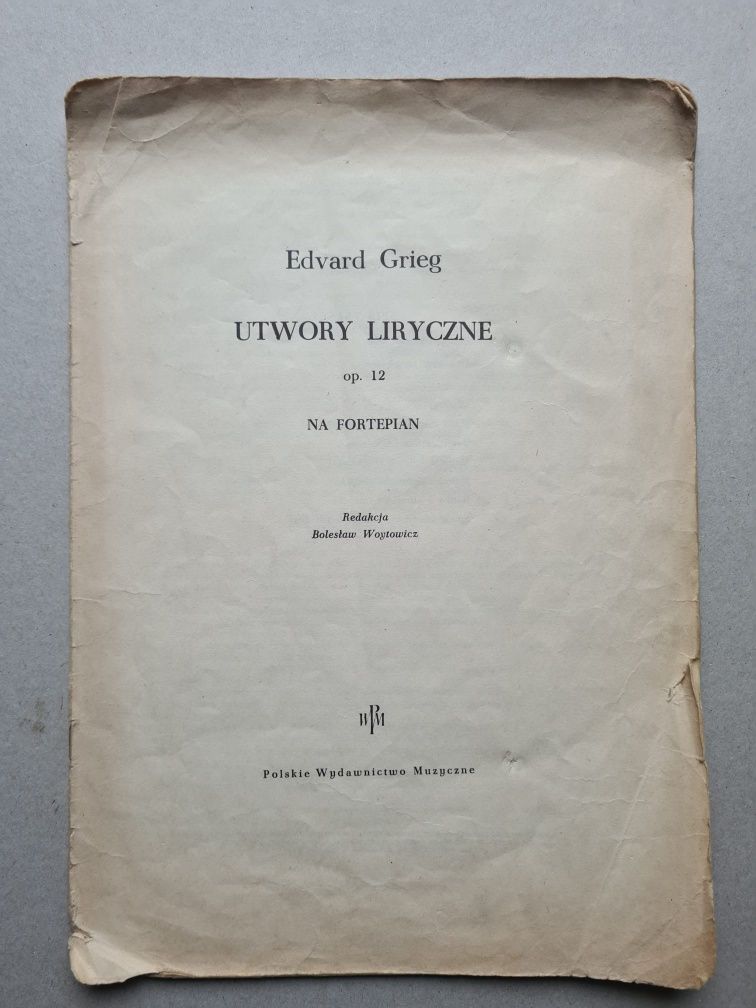 Edvard Grieg
UTWORY LIRYCZNE
op. 12
NA FORTEPIAN
Redakcja
Bolesław Woytowicz
PWM
Polskie Wydawnictwo Muzyczne